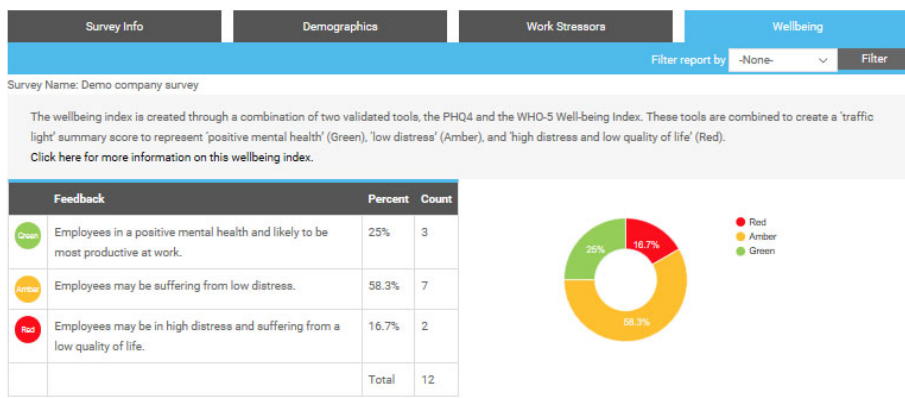 Survey Info
Demographics
Work Stressors
Wellbeing
Filter report by
-None-
Filter
Survey Name: Demo company survey
The wellbeing index is created through a combination of two validated tools, the PHQ4 and the WHO-5 Well-being Index. These tools are combined to create a 'traffic
light' summary score to represent 'positive mental health' (Green), 'low distress' (Amber), and 'high distress and low quality of life' (Red).
Click here for more information on this wellbeing index.
Feedback Percent Count
Green Employees in a positive mental health and likely to be 25% 3
most productive at work.
Amber Employees may be suffering from low distress. 58.3% 7
Red Employees may be in high distress and suffering from a 16.7% 2
low quality of life.
Total 12
25%
16.7%
58.3%
Red
Amber
Green